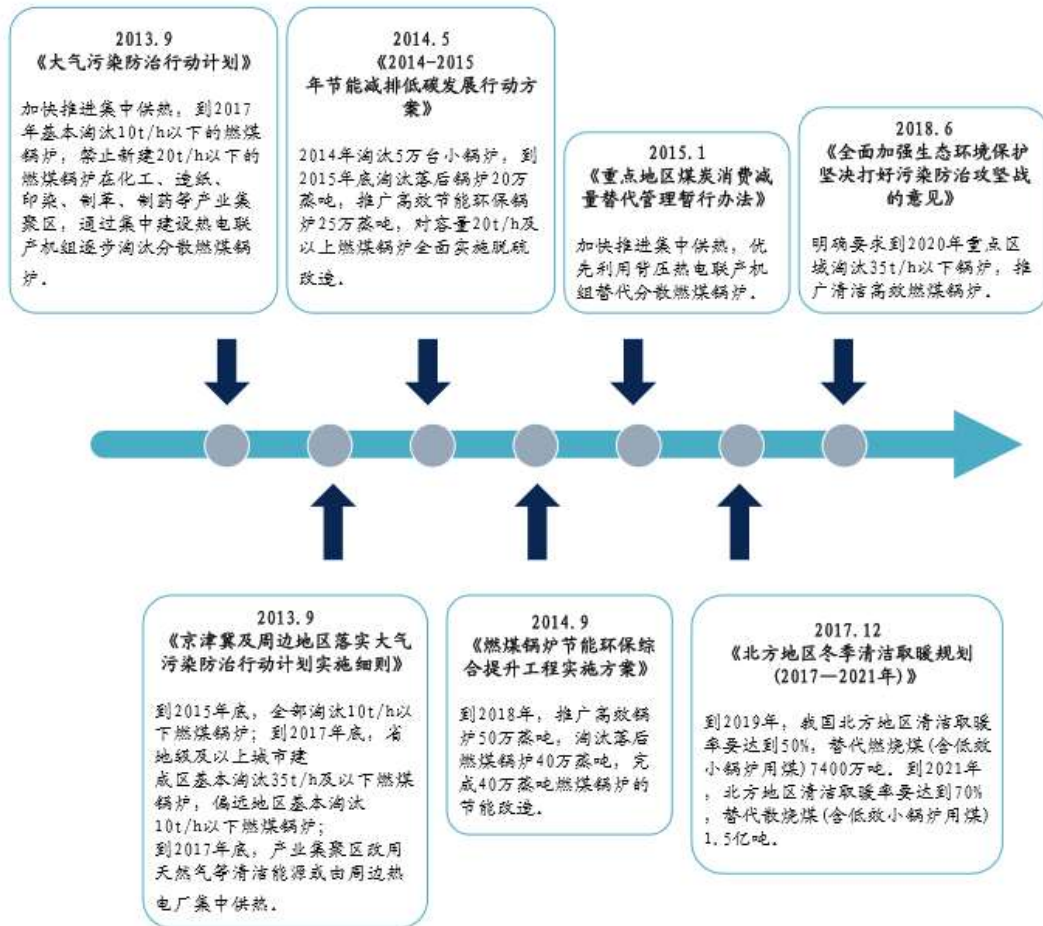 2013.9
《大气污染防治行动计划》
加快推进集中供热，到2017
年基本淘汰10t/h以下的燃煤
锅炉，禁止新建20t/h以下的
燃煤锅炉在化工、造纸、
印染、制革、制药等产业集
聚区，通过集中建设热电联
产机组逐步淘汰分散燃煤锅
炉．
2014.5
《2014-2015
年节能减排低碳发展行动方
案》
2014年淘汰5万台小锅炉，到
2015年底淘汰落后锅炉20万
蒸吨，推广高效节能环保锅
炉25万蒸吨，对容量20t/h及
以上燃煤锅炉全面实施脱硫
改造．
2015.1
《重点地区煤炭消费减
量替代管理暂行办法》
加快推进集中供热，优
先利用背压热电联产机
组替代分散燃煤锅炉．
2018.6
《全面加强生态环境保护
坚决打好污染防治攻坚战
的意见》
明确要求到2020年重点区
域淘汰35t/h以下锅炉，推
广清洁高效燃煤锅炉．
2013.9
《京津冀及周边地区落实大气
污染防治行动计划实施细则》
到2015年底，全部淘汰10t/h以
下燃煤锅炉；到2017年底，省
地级及以上城市建
成区基本淘汰35t/h及以下燃煤
锅炉，偏远地区基本淘汰
10t/h以下燃煤锅炉；
到2017年底，产业集聚区改用
天然气等清洁能源或由周边热
电厂集中供热．
2014.9
《燃煤锅炉节能环保综
合提升工程实施方案》
到2018年，推广高效锅
炉50万蒸吨，淘汰落后
燃煤锅炉40万蒸吨，完
成40万蒸吨燃煤锅炉的
节能改造．
2017.12
《北方地区冬季清洁取暖规划
(2017—2021年)》
到2019年，我国北方地区清洁取暖
率要达到50%，替代燃烧煤(含低效
小锅炉用煤)7400万吨．到2021年
，北方地区清洁取暖率要达到70%
，替代散烧煤(含低效小锅炉用煤)
1.5亿吨．